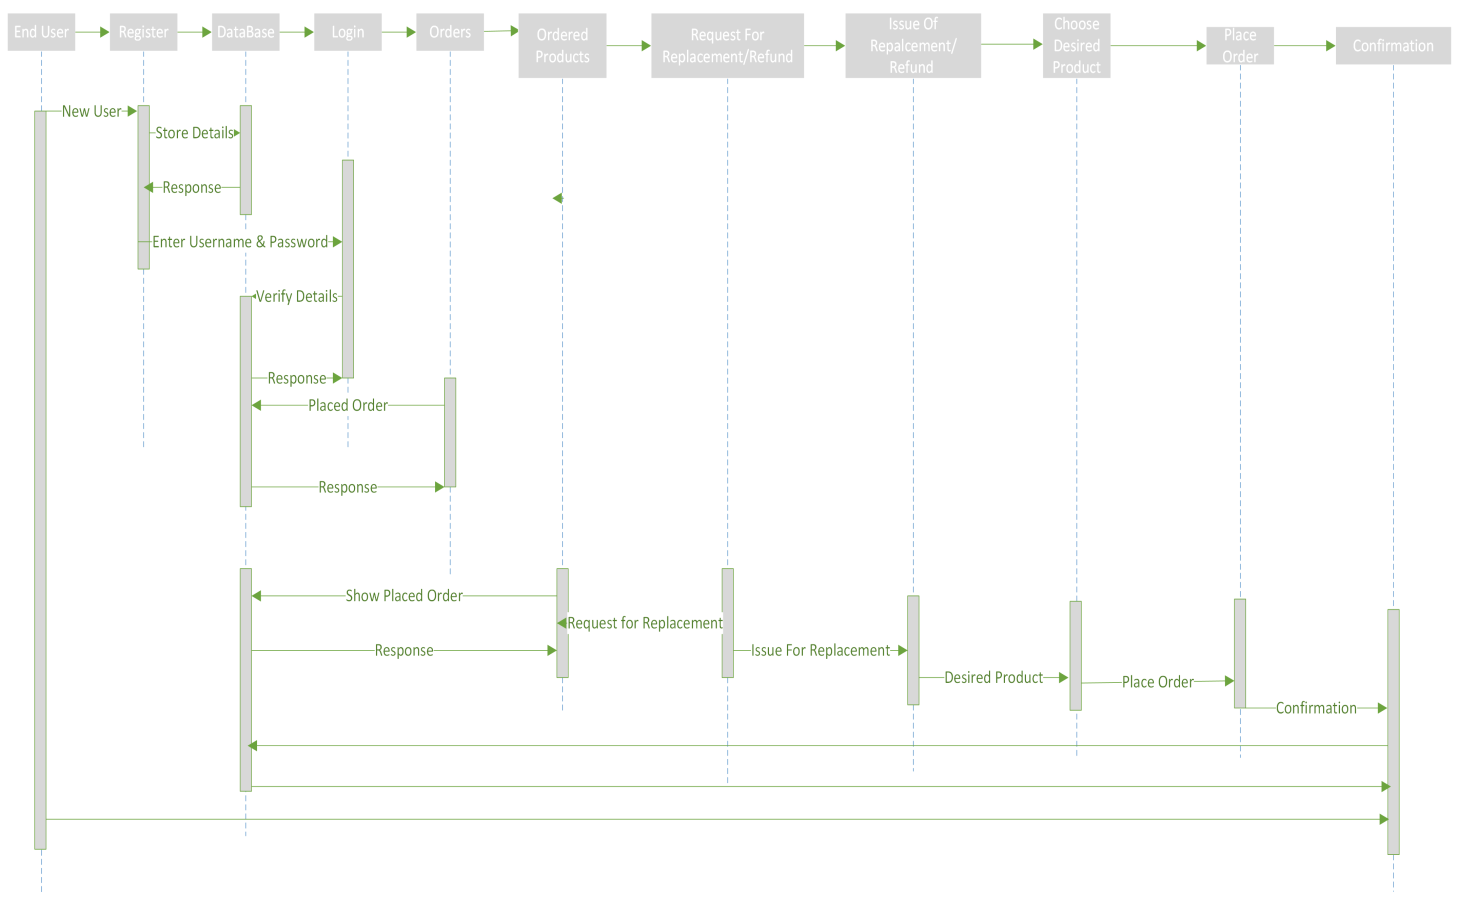 End User
Register
DataBase
Login
Orders
Ordered
Products
Request For
Replacement/Refund
Issue Of
Repalcement/
Refund
Choose
Desired
Product
Place
Order
Confirmation
New User
Store Details
Response
Enter Username & Password
Verify Details
Response
Placed Order
Response
Show Placed Order
Request for Replacement
Response
Issue For Replacement
Desired Product
Place Order
Confirmation